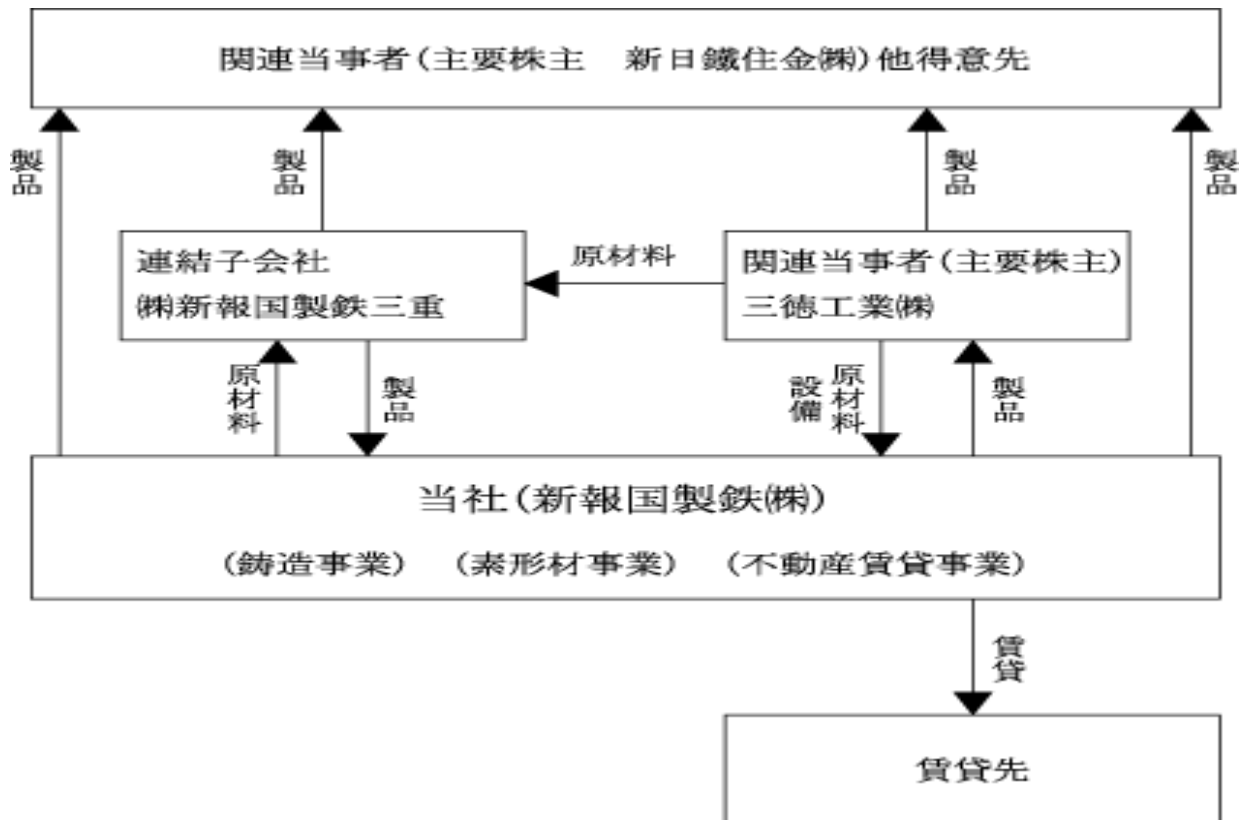 関連当事者(主要株主　新日鐵住金㈱)他得意先
製品
製品
製品
製品
連結子会社
㈱新報国製鉄三重
原材料
関連当事者(主要株主)
三徳工業㈱
原材料
製品
設備
原材料
製品
当社(新報国製鉄㈱)
(鋳造事業)　(素形材事業)　(不動産賃貸事業)
賃貸
賃貸先